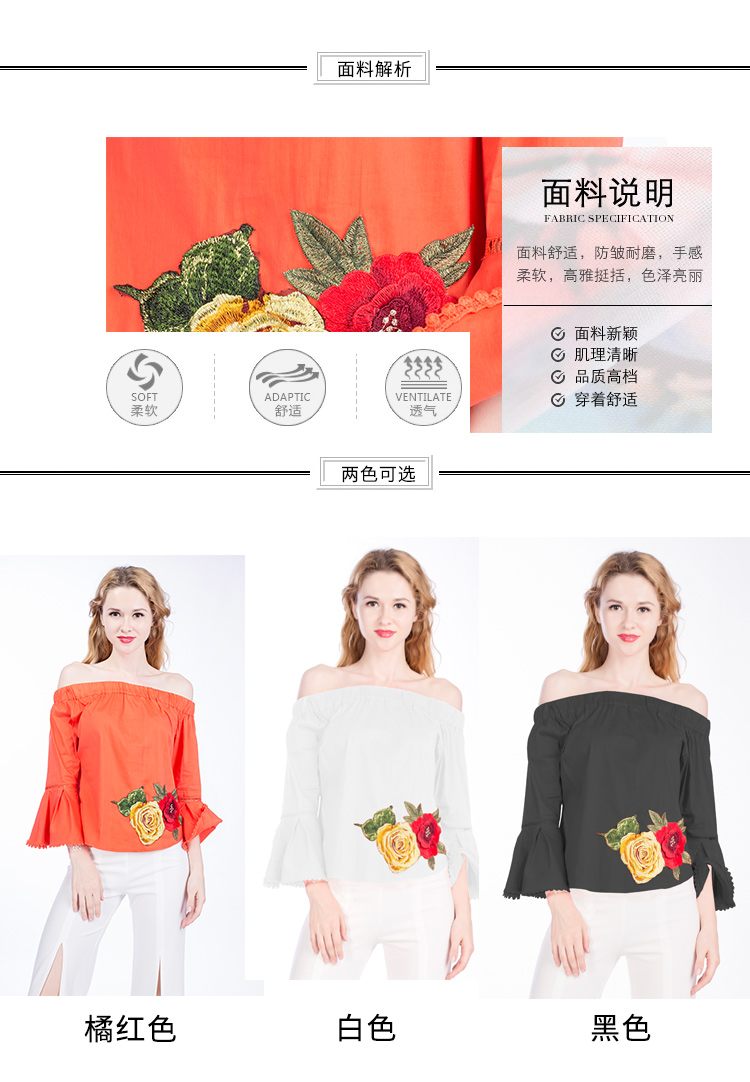 面料解析
面料说明
FABRIC SPECIFICATION
面料舒适，防皱耐磨，手感
柔软，高雅挺括，色泽亮丽
面料新颖
肌理清晰
品质高档
穿着舒适
SOFT
柔软
ADAPTIC
舒适
VENTILATE
透气
两色可选
橘红色
白色
黑色